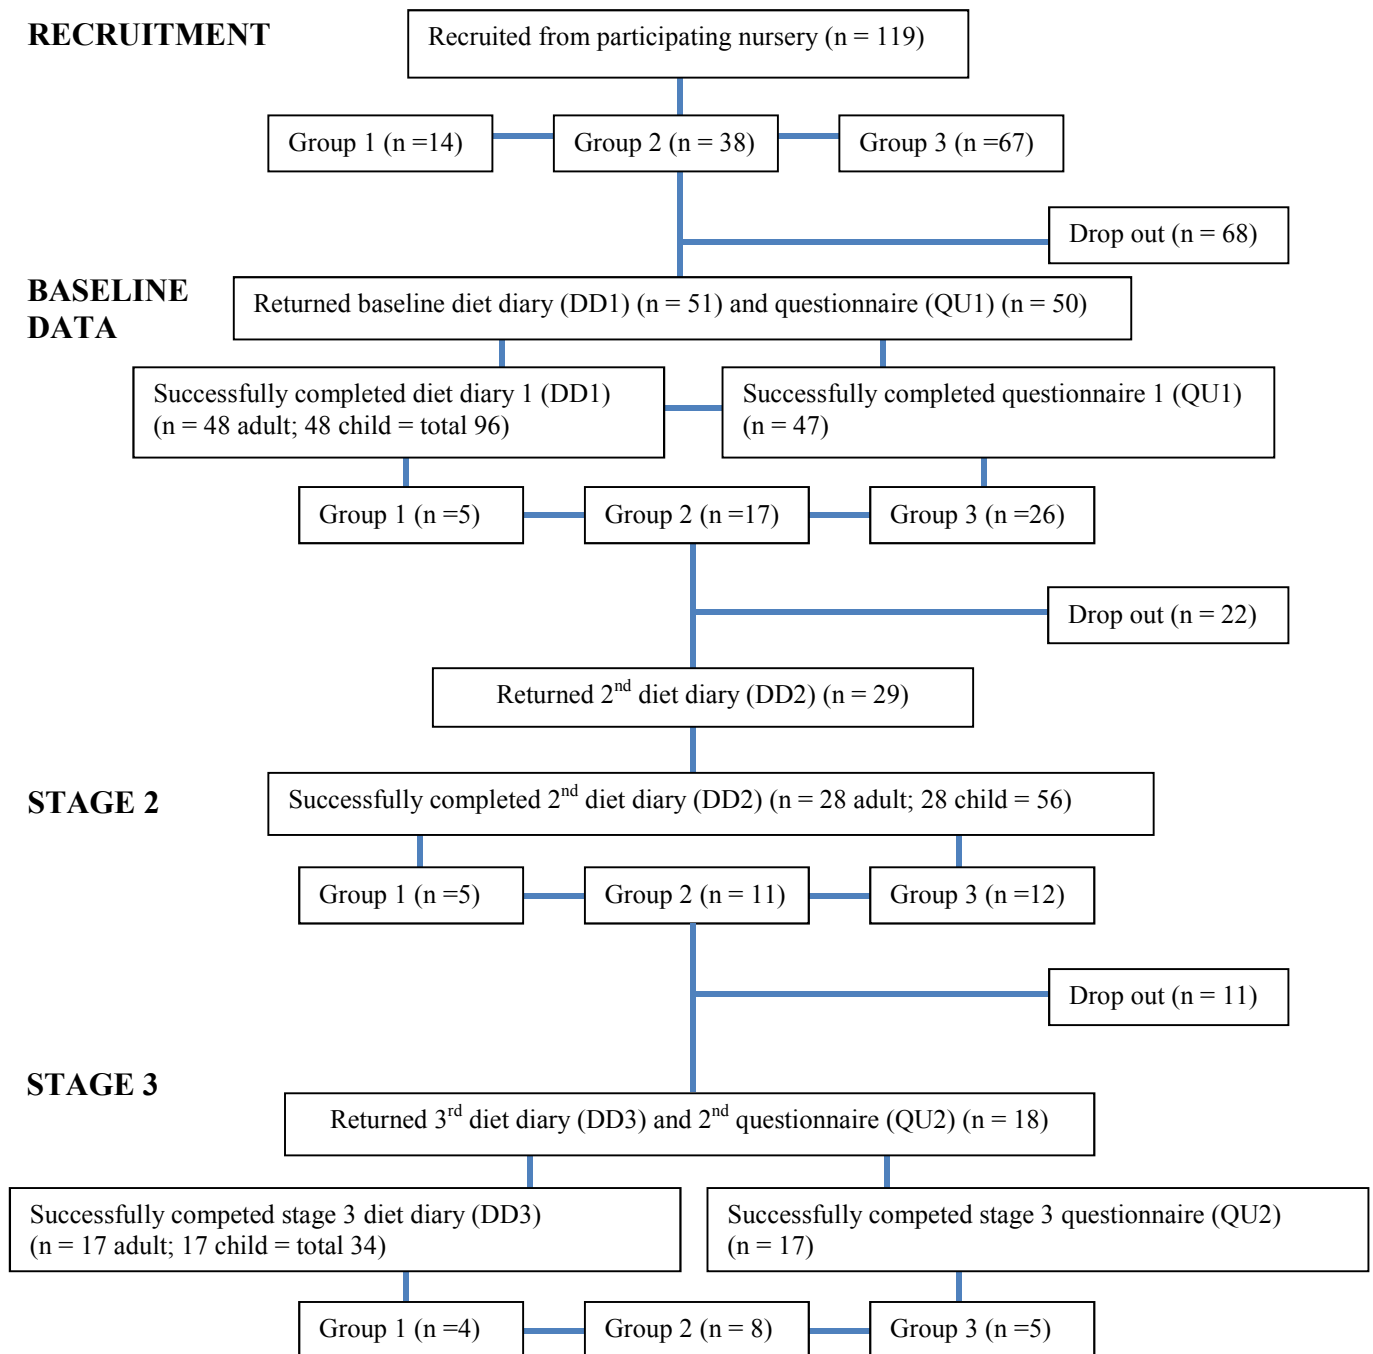 RECRUITMENT
Recruited from participating nursery (n = 119)
Group 1 (n =14)
Group 2 (n = 38)
Group 3 (n =67)
Drop out (n = 68)
BASELINE
DATA
Returned baseline diet diary (DD1) (n = 51) and questionnaire (QU1) (n = 50)
Successfully completed diet diary 1 (DD1)
(n = 48 adult; 48 child = total 96)
Successfully completed questionnaire 1 (QU1)
(n = 47)
Group 1 (n =5)
Group 2 (n =17)
Group 3 (n =26)
Drop out (n = 22)
Returned 2nd diet diary (DD2) (n = 29)
STAGE 2
Successfully completed 2nd diet diary (DD2) (n = 28 adult; 28 child = 56)
Group 1 (n =5)
Group 2 (n = 11)
Group 3 (n =12)
Drop out (n = 11)
STAGE 3
Returned 3rd diet diary (DD3) and 2nd questionnaire (QU2) (n = 18)
Successfully competed stage 3 diet diary (DD3)
(n = 17 adult; 17 child = total 34)
Successfully competed stage 3 questionnaire (QU2)
(n = 17)
Group 1 (n =4)
Group 2 (n = 8)
Group 3 (n =5)